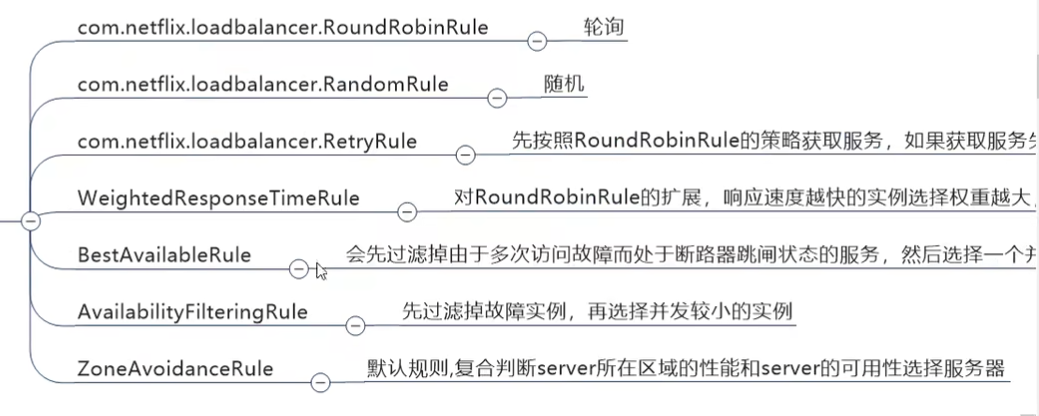 com.netflix.loadbalancer.RoundRobinRule 轮询
com.netflix.loadbalancer.RandomRule 随机
com.netflix.loadbalancer.RetryRule 先按照RoundRobinRule的策略获取服务，如果获取服务
WeightedResponseTimeRule 对RoundRobinRule的扩展，响应速度越快的实例选择权重越大
BestAvailableRule 会先过滤掉由于多次访问故障而处于断路器跳闸状态的服务，然后选择一个
AvailabilityFilteringRule 先过滤掉故障实例，再选择并发较小的实例
ZoneAvoidanceRule 默认规则,复合判断server所在区域的性能和server的可用性选择服务器